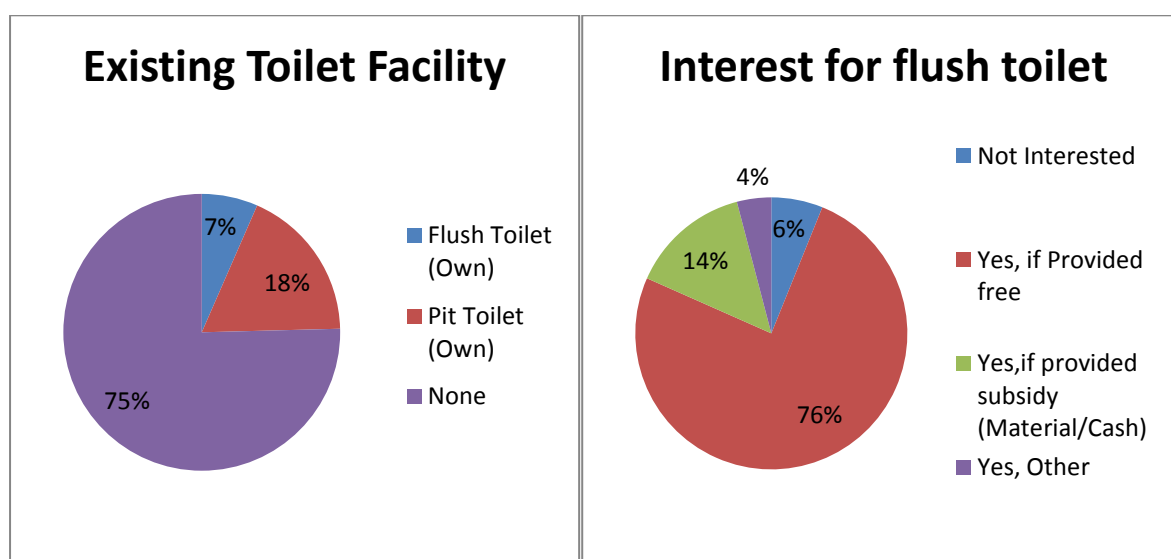 Existing Toilet Facility
7%
18%
75%
Flush Toilet
(Own)
Pit Toilet
(Own)
None
Interest for flush toilet
4%
6%
14%
76%
Not Interested
Yes, if Provided
free
Yes,if provided
subsidy
(Material/Cash)
Yes, Other